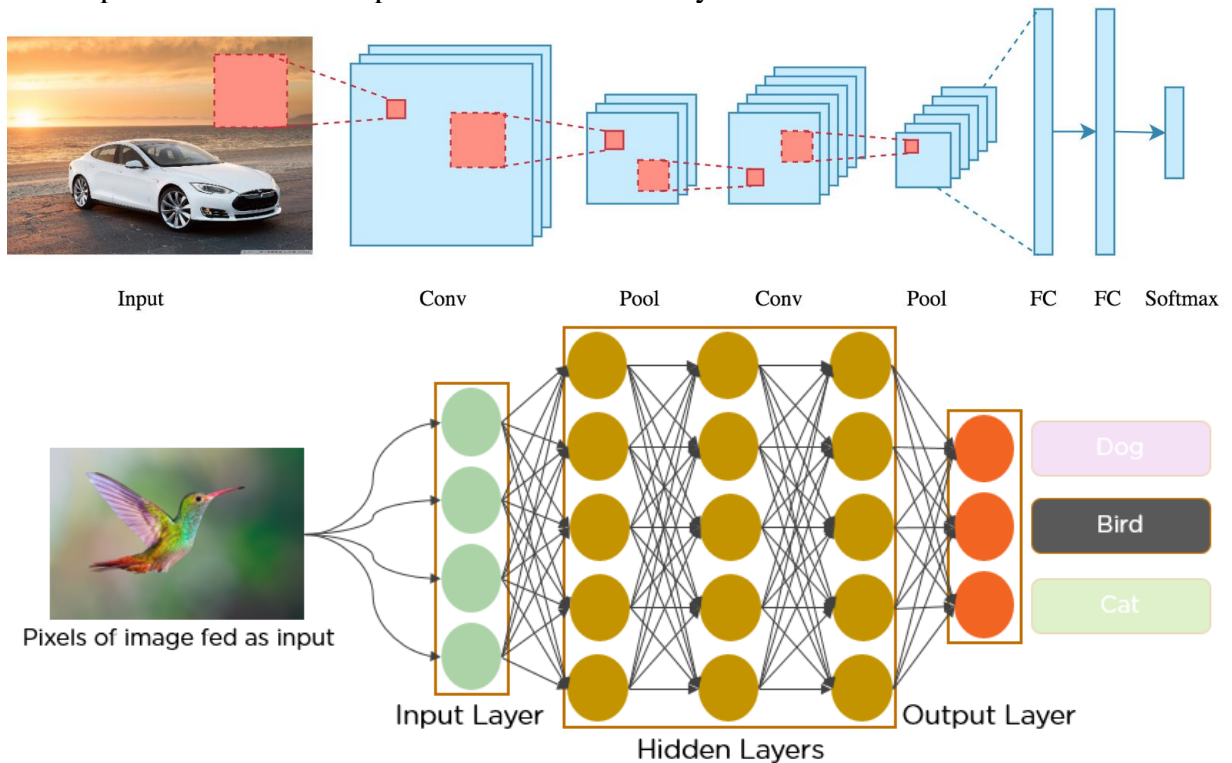 Input Conv Pool Conv Pool FC FC Softmax
Dog
Bird
Cat
Pixels of image fed as input
Input Layer
Output Layer
Hidden Layers